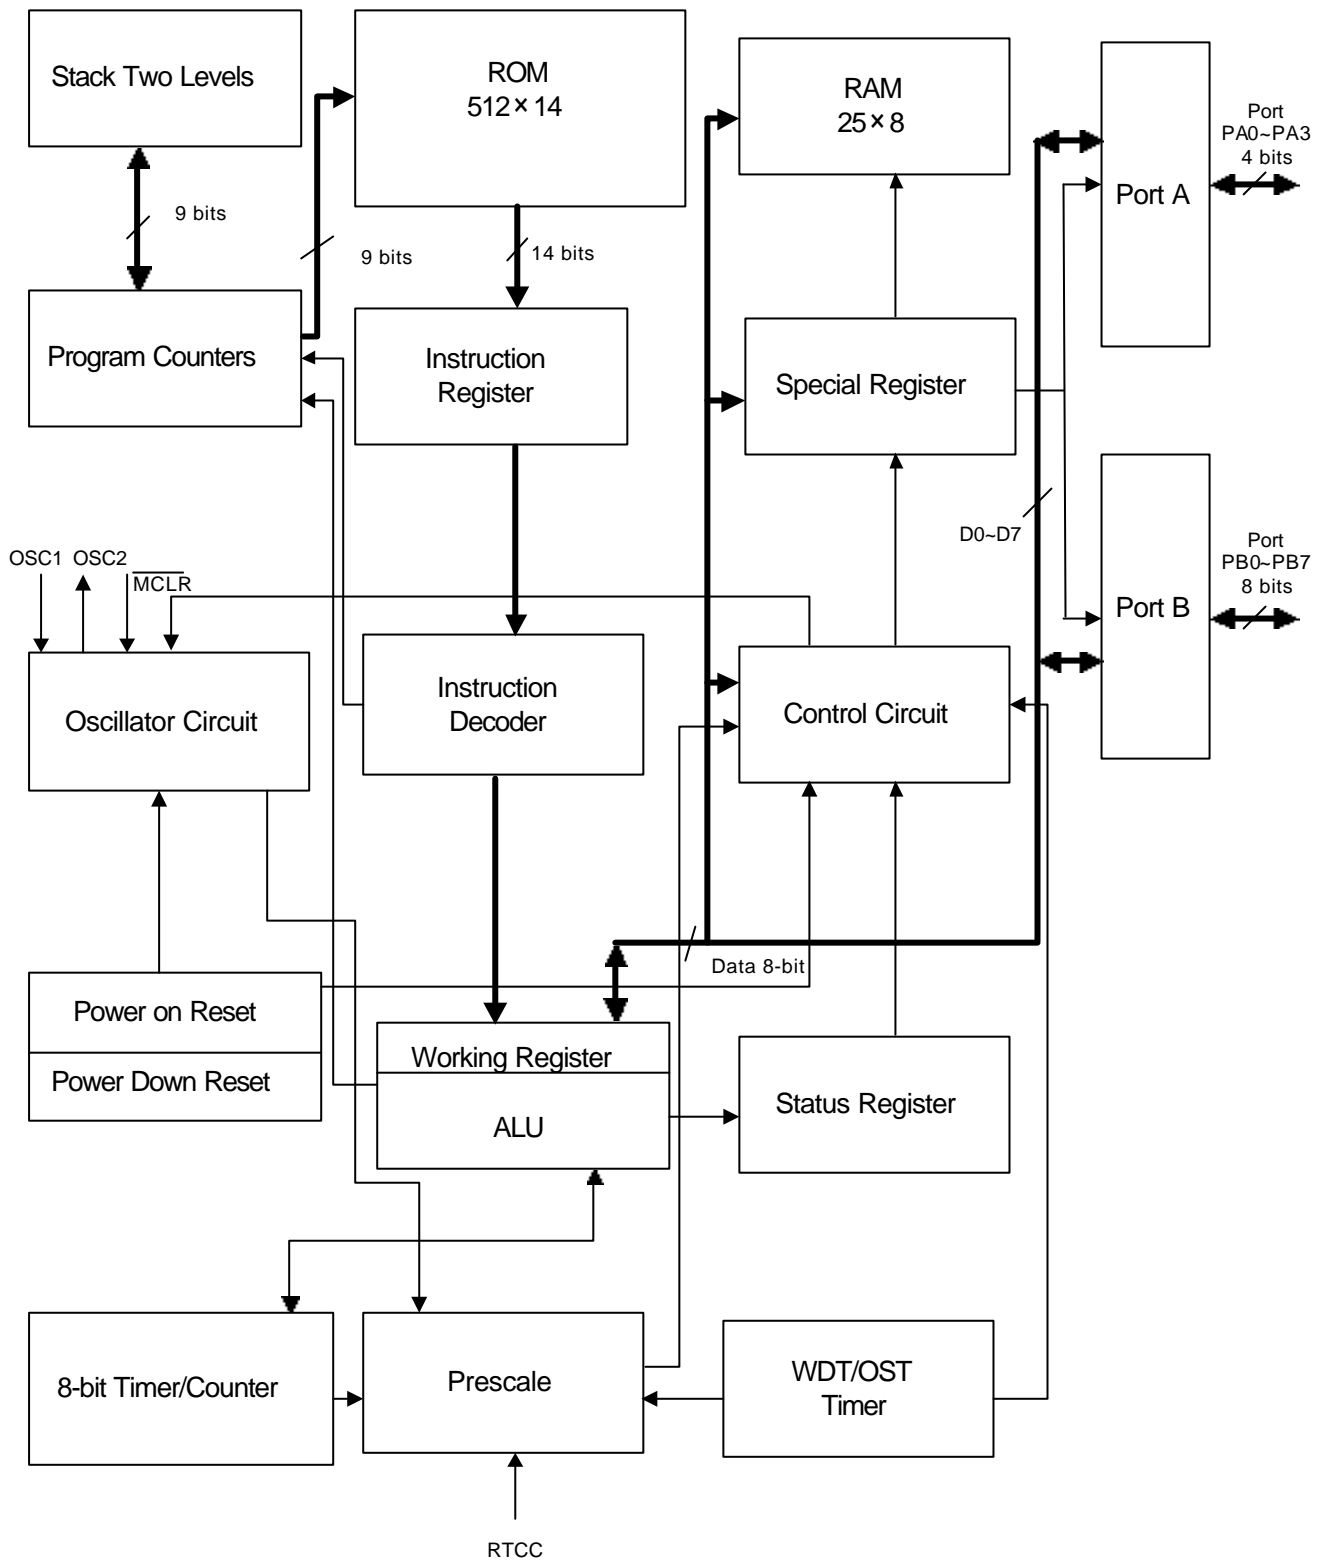 Stack Two Levels
ROM
512×14
RAM
25×8
Port
PA0~PA3
4 bits
Port A
9 bits
9 bits
14 bits
Program Counters
Instruction
Register
Special Register
D0~D7
Port
PB0~PB7
8 bits
Port B
OSC1
OSC2
MCLR
Oscillator Circuit
Instruction
Decoder
Control Circuit
Data 8-bit
Power on Reset
Power Down Reset
Working Register
ALU
Status Register
8-bit Timer/Counter
Prescale
WDT/OST
Timer
RTCC